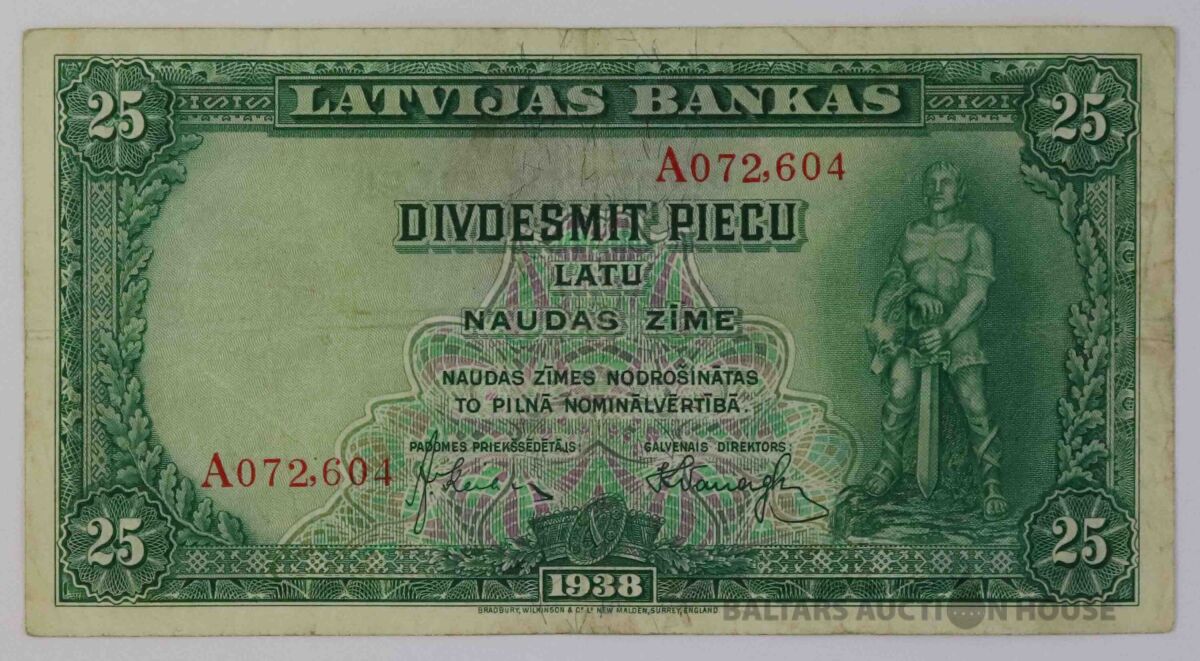 LATVIJAS BANKAS
25
25
A072,604
DIVDESMIT PIECU
LATU
NAUDAS ZĪME
NAUDAS ZĪMES NODROŠINĀTAS
TO PILNĀ NOMINĀLVĒRTĪBĀ.
PADOMES PRIEKŠSĒDĒTĀJS:
GALVENAIS DIREKTORS:
A072,604
25
25
1938
BRADBURY, WILKINSON & Cº Lᵈ NEW MALDEN, SURREY, ENGLAND
BALTARS AUCTION HOUSE